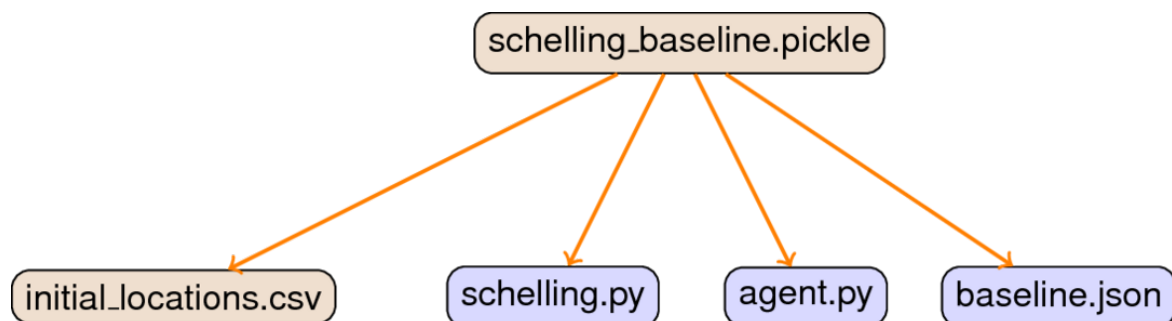 schelling_baseline.pickle
initial_locations.csv
schelling.py
agent.py
baseline.json